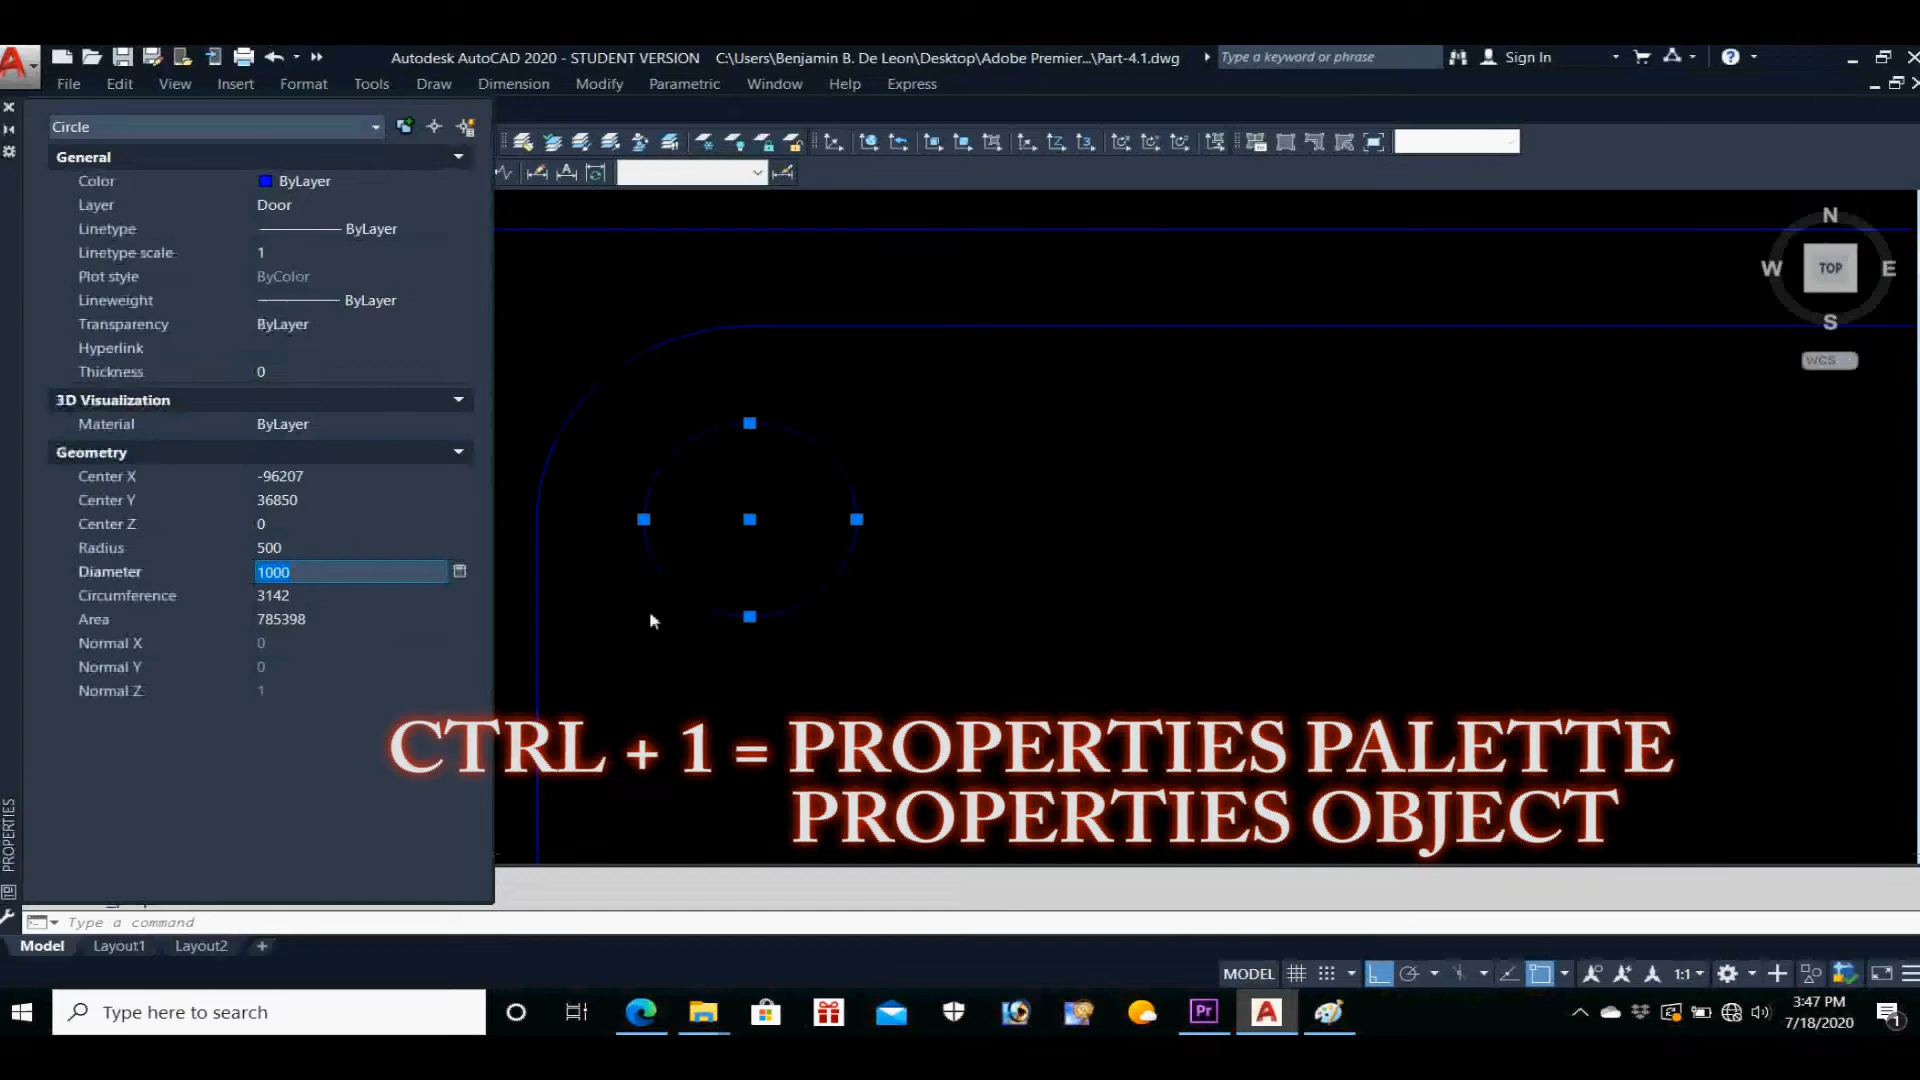 Autodesk AutoCAD 2020 - STUDENT VERSION C:\Users\Benjamin B. De Leon\Desktop\Adobe Premier...\Part-4.1.dwg
Type a keyword or phrase
Sign In
File Edit View Insert Format Tools Draw Dimension Modify Parametric Window Help Express
Circle
General
Color ByLayer
Layer Door
Linetype ByLayer
Linetype scale 1
Plot style ByColor
Lineweight ByLayer
Transparency ByLayer
Hyperlink
Thickness 0
3D Visualization
Material ByLayer
Geometry
Center X -96207
Center Y 36850
Center Z 0
Radius 500
Diameter 1000
Circumference 3142
Area 785398
Normal X 0
Normal Y 0
Normal Z 1
PROPERTIES
N
W TOP E
S
WCS
CTRL + 1 = PROPERTIES PALETTE
PROPERTIES OBJECT
Type a command
Model Layout1 Layout2 +
MODEL 1:1
Type here to search
Pr
A
3:47 PM
7/18/2020
1